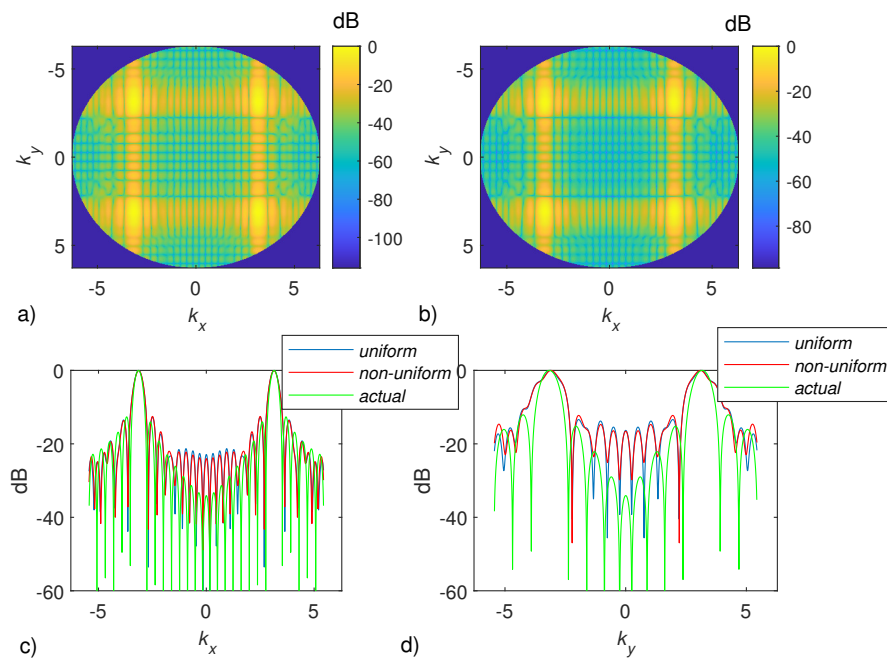 dB
0
-20
-40
-60
-80
-100
-5
0
5
k_y
-5 0 5
k_x
a)
dB
0
-20
-40
-60
-80
-5
0
5
k_y
-5 0 5
k_x
b)
uniform
non-uniform
actual
0
-20
-40
-60
dB
-5 0 5
k_x
c)
uniform
non-uniform
actual
0
-20
-40
-60
dB
-5 0 5
k_y
d)